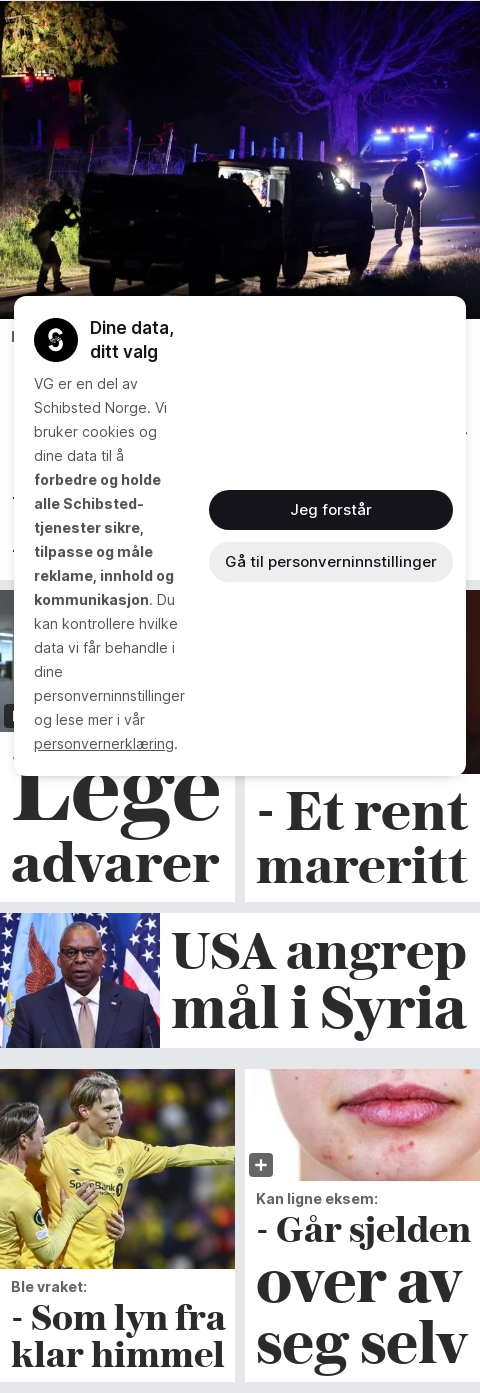 Dine data,
ditt valg
VG er en del av
Schibsted Norge. Vi
bruker cookies og
dine data til å
forbedre og holde
alle Schibsted-
tjenester sikre,
tilpasse og måle
reklame, innhold og
kommunikasjon. Du
kan kontrollere hvilke
data vi får behandle i
dine
personverninnstillinger
og lese mer i vår
personvernerklæring.
Jeg forstår
Gå til personverninnstillinger
Lege
advarer
- Et rent
mareritt
USA angrep
mål i Syria
Ble vraket:
- Som lyn fra
klar himmel
Kan ligne eksem:
- Går sjelden
over av
seg selv